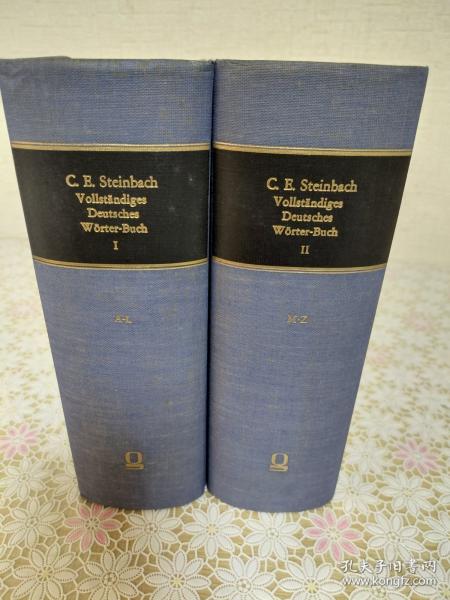 C. E. Steinbach
Vollständiges
Deutsches
Wörter-Buch
I
A-L
C. E. Steinbach
Vollständiges
Deutsches
Wörter-Buch
II
M-Z
孔夫子旧书网
www.kongfz.com